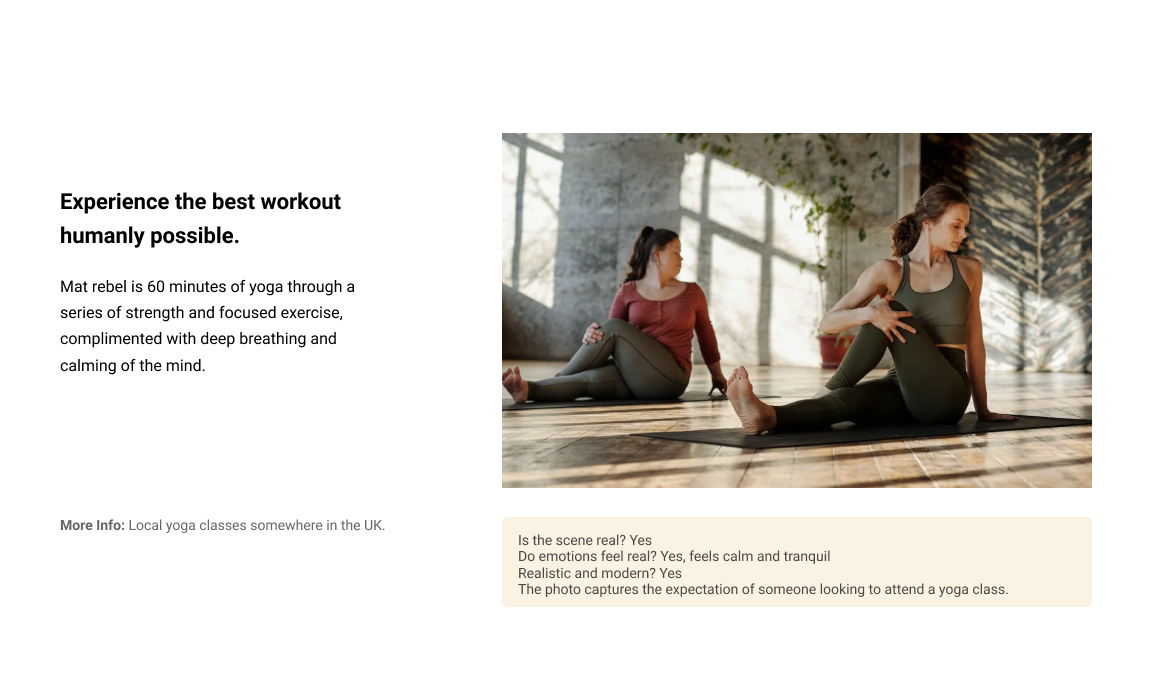 Experience the best workout
humanly possible.
Mat rebel is 60 minutes of yoga through a
series of strength and focused exercise,
complimented with deep breathing and
calming of the mind.
More Info: Local yoga classes somewhere in the UK.
Is the scene real? Yes
Do emotions feel real? Yes, feels calm and tranquil
Realistic and modern? Yes
The photo captures the expectation of someone looking to attend a yoga class.